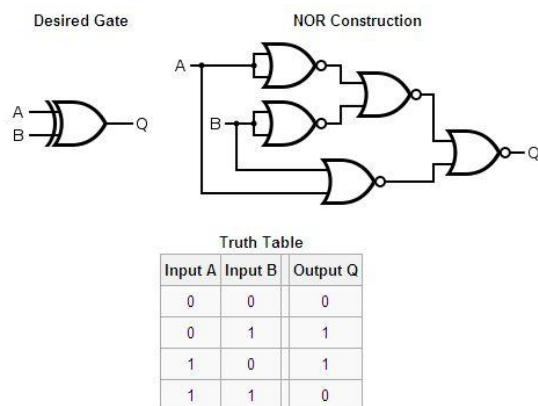 Desired Gate
NOR Construction
A
B
Q
A
B
Q
Truth Table
Input A Input B Output Q
0 0 0
0 1 1
1 0 1
1 1 0